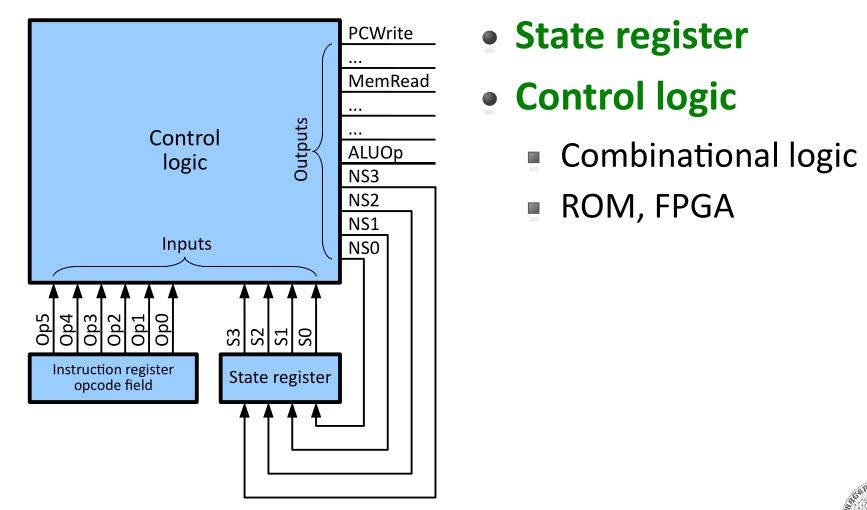 PCWrite
...
MemRead
...
...
ALUOp
NS3
NS2
NS1
NS0
Outputs
Control
logic
Inputs
Op5
Op4
Op3
Op2
Op1
Op0
S3
S2
S1
S0
Instruction register
opcode field
State register
State register
Control logic
Combinational logic
ROM, FPGA